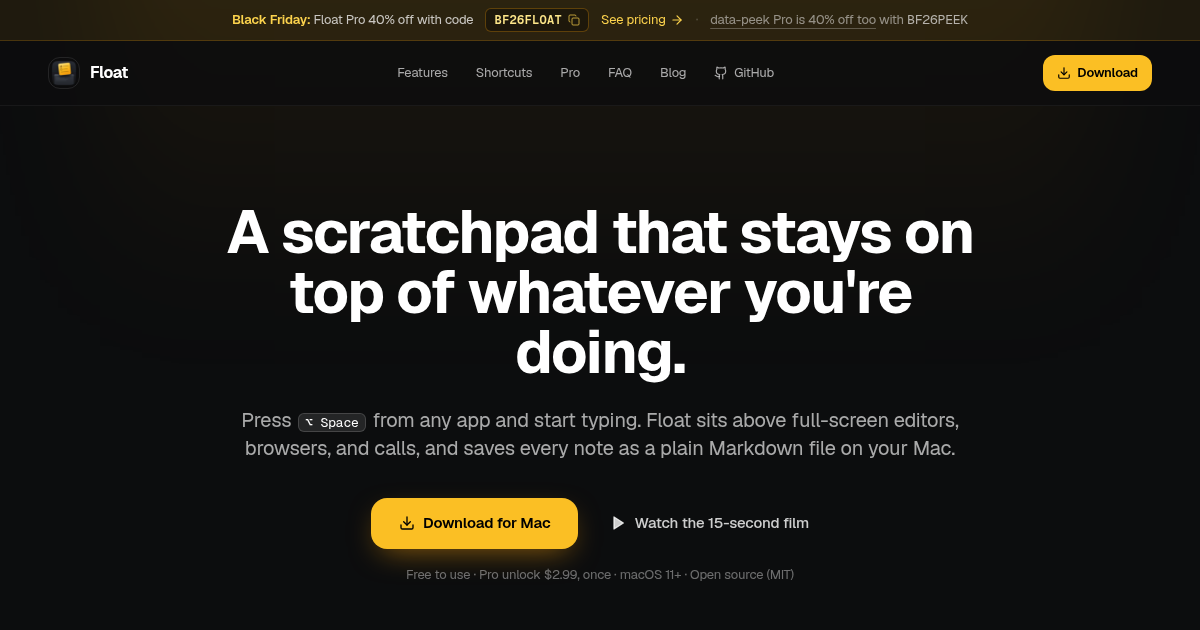 Black Friday: Float Pro 40% off with code BF26FLOAT See pricing → · data-peek Pro is 40% off too with BF26PEEK
Float Features Shortcuts Pro FAQ Blog GitHub Download
A scratchpad that stays on
top of whatever you're
doing.
Press ⌥ Space from any app and start typing. Float sits above full-screen editors,
browsers, and calls, and saves every note as a plain Markdown file on your Mac.
Download for Mac Watch the 15-second film
Free to use · Pro unlock $2.99, once · macOS 11+ · Open source (MIT)